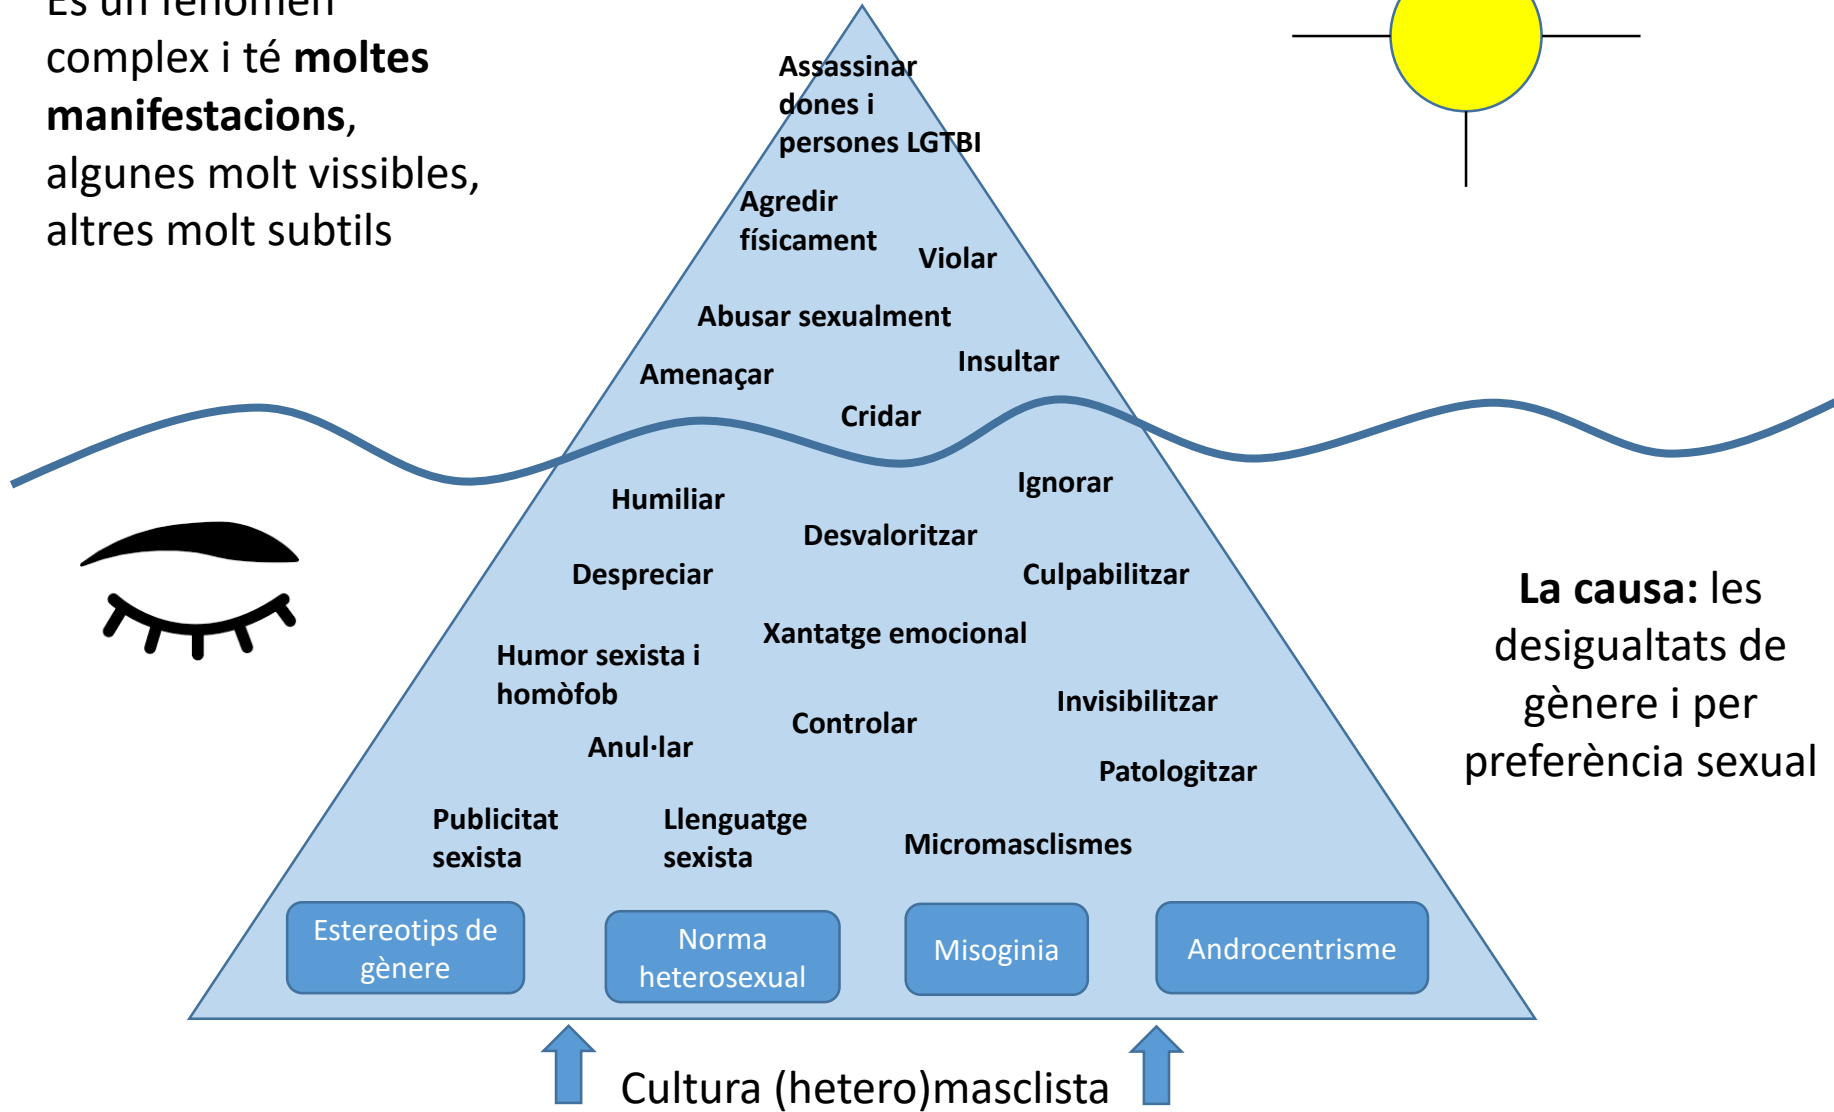 És un fenomen
complex i té moltes
manifestacions,
algunes molt vissibles,
altres molt subtils
Assassinar
dones i
persones LGTBI
Agredir
físicament
Violar
Abusar sexualment
Insultar
Amenaçar
Cridar
Ignorar
Humiliar
Desvaloritzar
Despreciar
Culpabilitzar
Xantatge emocional
Humor sexista i
homòfob
Invisibilitzar
Controlar
Anul·lar
Patologitzar
Publicitat
sexista
Llenguatge
sexista
Micromasclismes
La causa: les
desigualtats de
gènere i per
preferència sexual
Estereotips de
gènere
Norma
heterosexual
Misoginia
Androcentrisme
Cultura (hetero)masclista